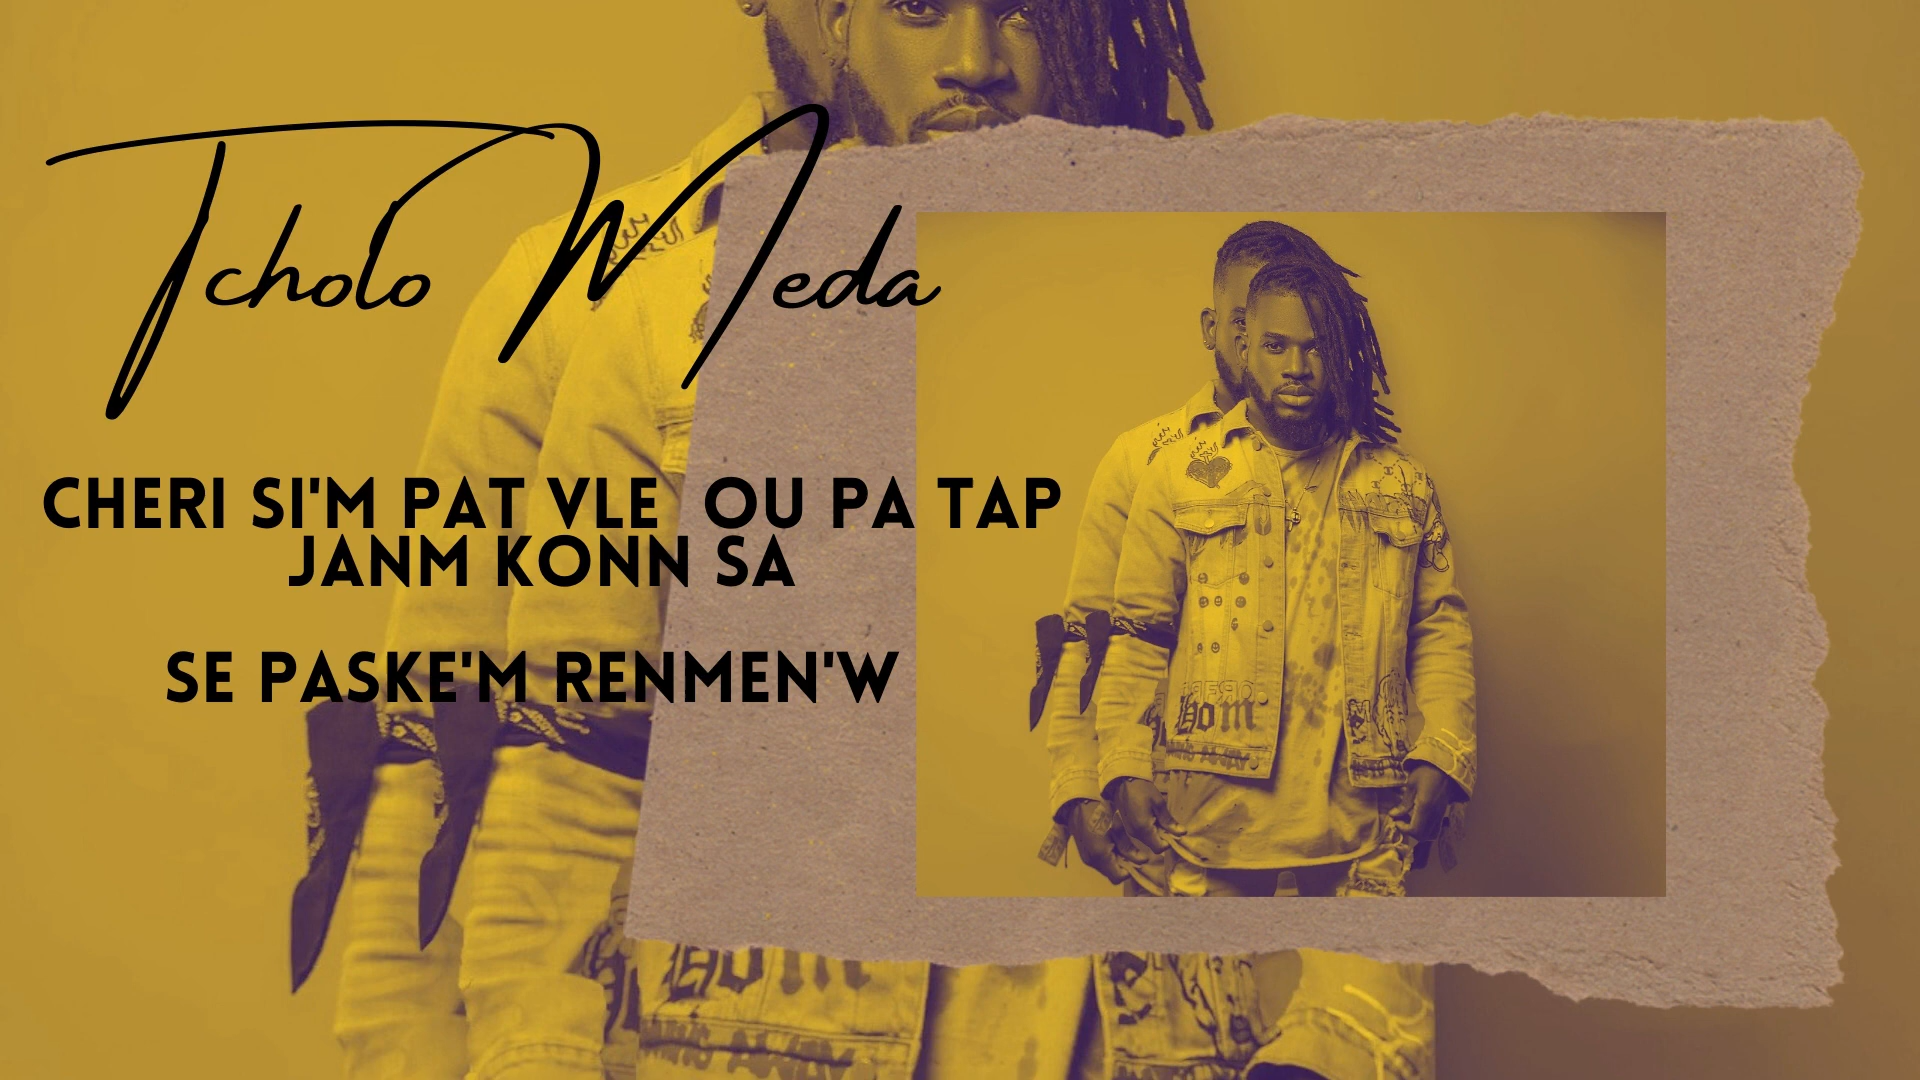 Tcholo Meda
CHERI SI'M PAT VLE OU PA TAP
JANM KONN SA
SE PASKE'M RENMEN'W